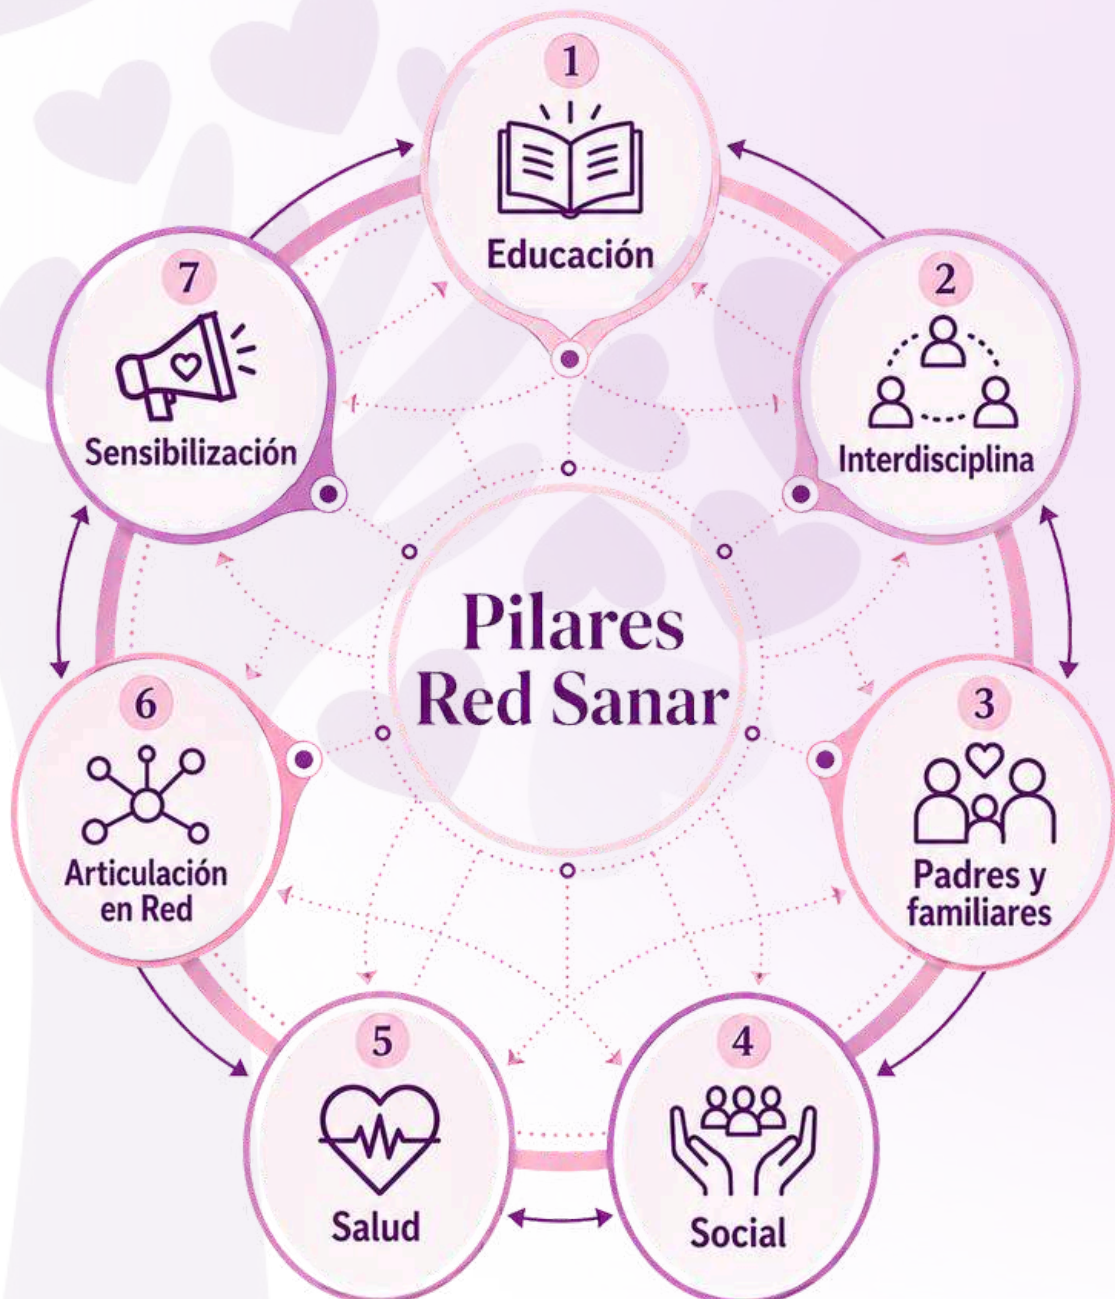 1
Educación
2
Interdisciplina
3
Padres y
familiares
4
Social
5
Salud
6
Articulación
en Red
7
Sensibilización
Pilares
Red Sanar